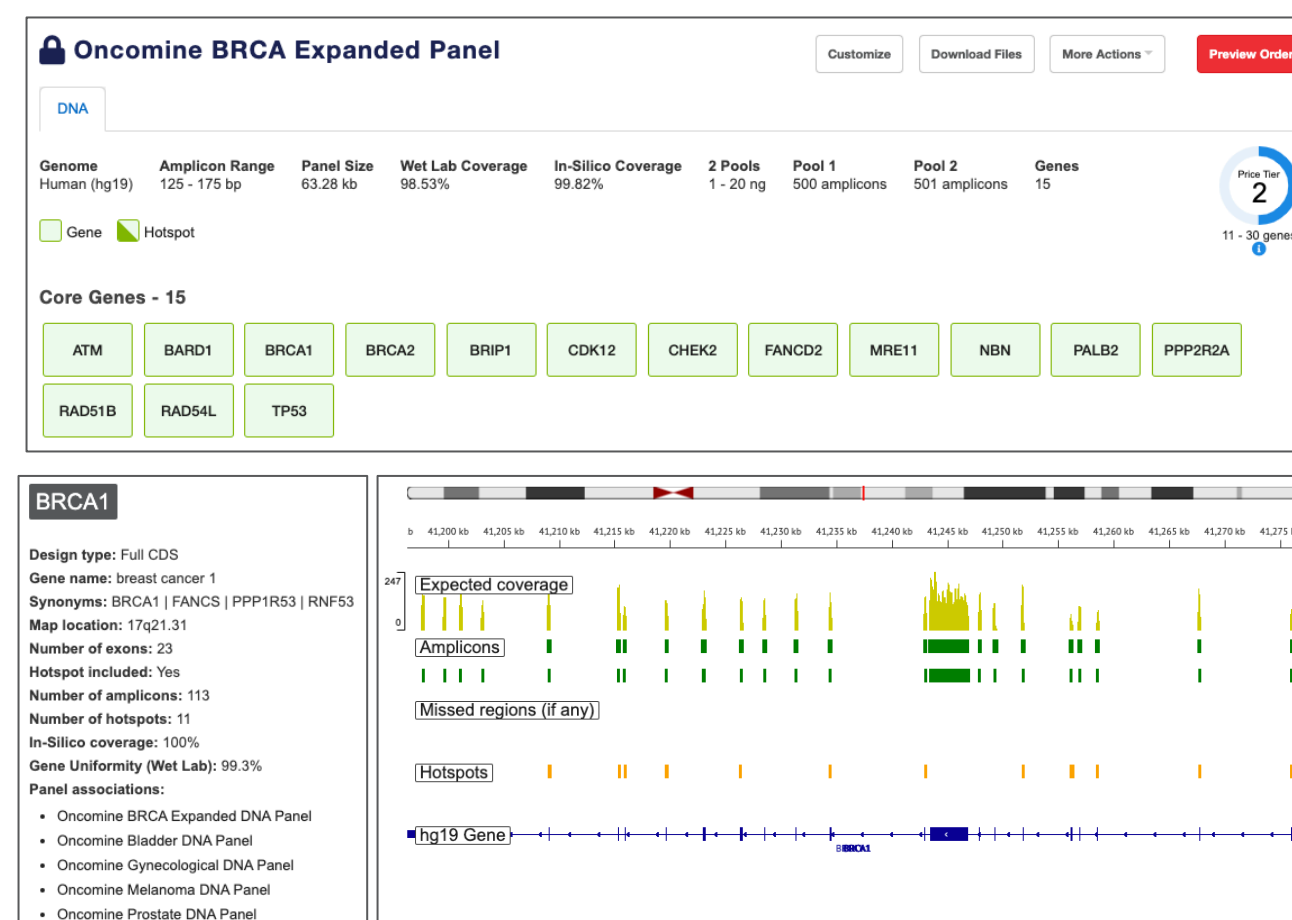 Oncomine BRCA Expanded Panel
Customize
Download Files
More Actions
Preview Order
DNA
Genome Amplicon Range Panel Size Wet Lab Coverage In-Silico Coverage 2 Pools Pool 1 Pool 2 Genes
Human (hg19) 125 - 175 bp 63.28 kb 98.53% 99.82% 1 - 20 ng 500 amplicons 501 amplicons 15
Price Tier
2
11 - 30 genes
i
Gene Hotspot
Core Genes - 15
ATM BARD1 BRCA1 BRCA2 BRIP1 CDK12 CHEK2 FANCD2 MRE11 NBN PALB2 PPP2R2A
RAD51B RAD54L TP53
BRCA1
Design type: Full CDS
Gene name: breast cancer 1
Synonyms: BRCA1 | FANCS | PPP1R53 | RNF53
Map location: 17q21.31
Number of exons: 23
Hotspot included: Yes
Number of amplicons: 113
Number of hotspots: 11
In-Silico coverage: 100%
Gene Uniformity (Wet Lab): 99.3%
Panel associations:
• Oncomine BRCA Expanded DNA Panel
• Oncomine Bladder DNA Panel
• Oncomine Gynecological DNA Panel
• Oncomine Melanoma DNA Panel
• Oncomine Prostate DNA Panel
b 41,200 kb 41,205 kb 41,210 kb 41,215 kb 41,220 kb 41,225 kb 41,230 kb 41,235 kb 41,240 kb 41,245 kb 41,250 kb 41,255 kb 41,260 kb 41,265 kb 41,270 kb 41,275
247
Expected coverage
0
Amplicons
Missed regions (if any)
Hotspots
hg19 Gene
BRCA1